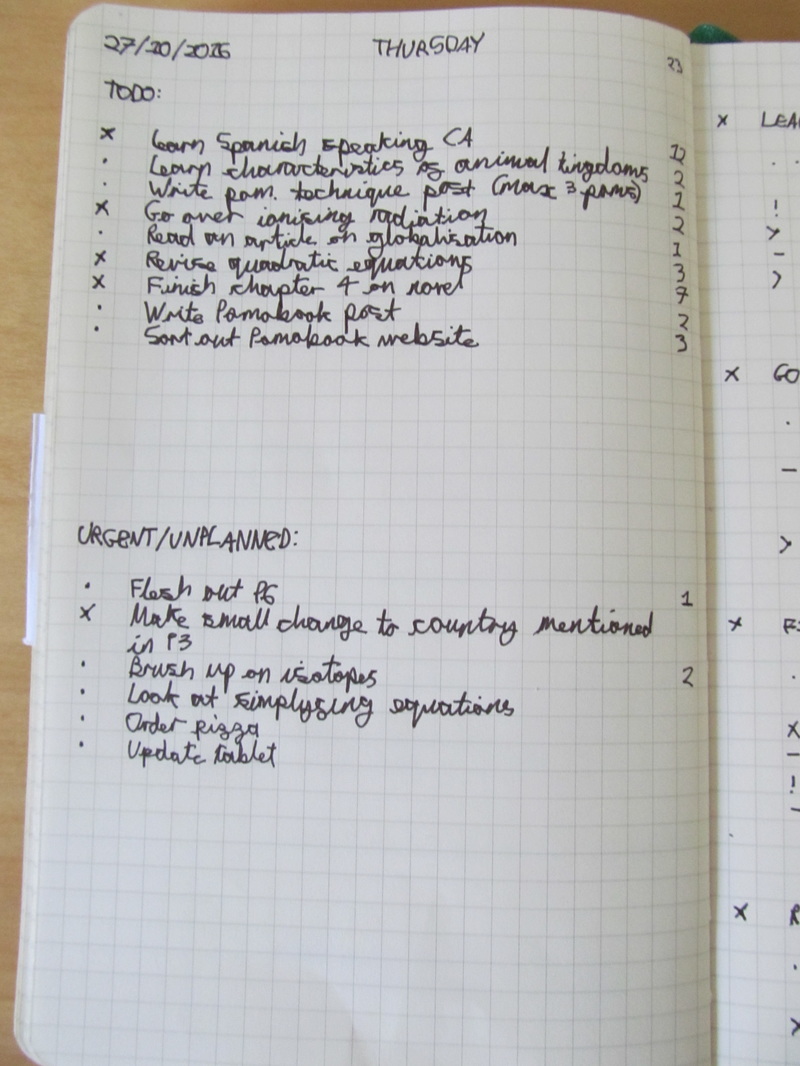 27/10/2016 THURSDAY
23
TODO:
x Learn Spanish speaking CA 12
· Learn characteristics of animal kingdoms 2
· Write pom. technique post (max 3 poms) 1
x Go over ionising radiation 2
· Read an article on globalisation 1
x Revise quadratic equations 3
x Finish chapter 4 on novel 7
· Write Pomobook post 2
· Sort out Pomobook website 3
URGENT/UNPLANNED:
· Flesh out P6 1
x Make small change to country mentioned
in P3
· Brush up on isotopes 2
· Look at simplysing equations
· Order pizza
· Update tablet
x LEA
· ·
!
>
–
>
x GO
·
–
>
x F
·
x
–
!
–
·
x R
·
x